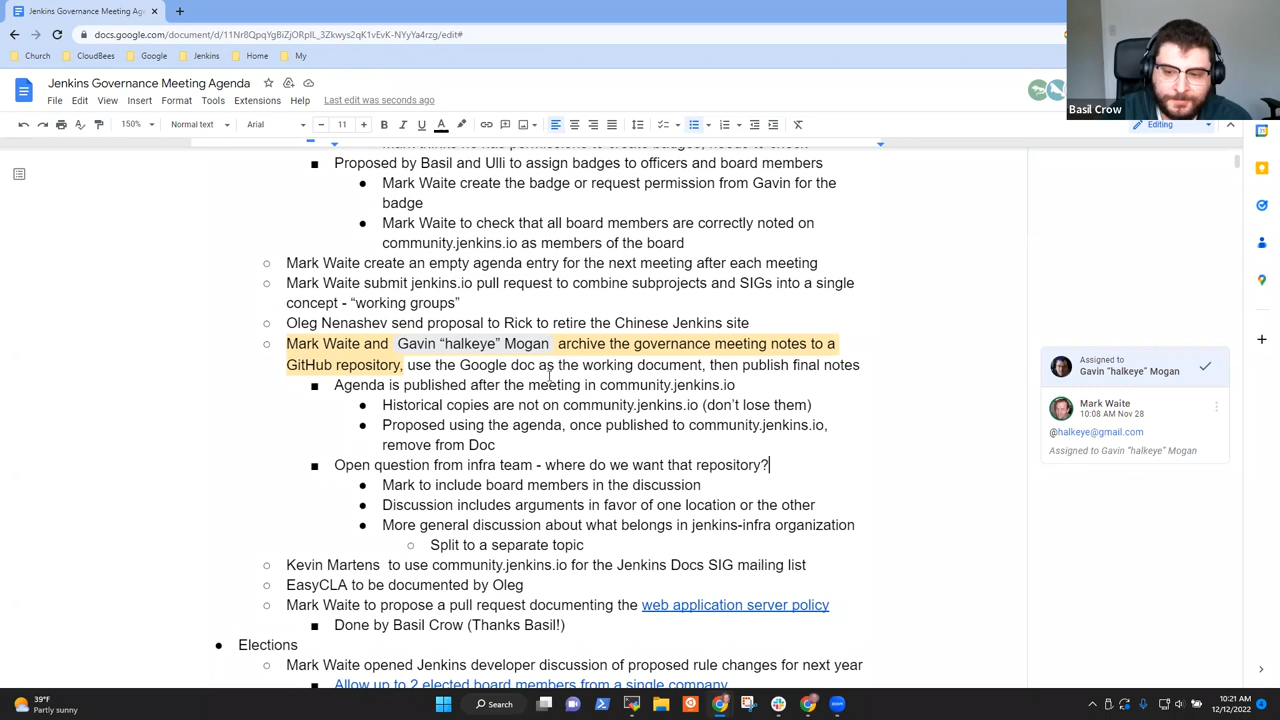 Jenkins Governance Meeting Age
docs.google.com/document/d/11Nr8QpqYgBiZjORpIL_3Zkwys2qK1vEvK-NYyYa4rzg/edit#
Church
CloudBees
Google
Jenkins
Home
My
Jenkins Governance Meeting Agenda
File Edit View Insert Format Tools Extensions Help Last edit was seconds ago
150% Normal text Arial 11 Editing
Basil Crow
■ Proposed by Basil and Ulli to assign badges to officers and board members
● Mark Waite create the badge or request permission from Gavin for the
badge
● Mark Waite to check that all board members are correctly noted on
community.jenkins.io as members of the board
○ Mark Waite create an empty agenda entry for the next meeting after each meeting
○ Mark Waite submit jenkins.io pull request to combine subprojects and SIGs into a single
concept - “working groups”
○ Oleg Nenashev send proposal to Rick to retire the Chinese Jenkins site
○ Mark Waite and Gavin “halkeye” Mogan archive the governance meeting notes to a
GitHub repository, use the Google doc as the working document, then publish final notes
■ Agenda is published after the meeting in community.jenkins.io
● Historical copies are not on community.jenkins.io (don’t lose them)
● Proposed using the agenda, once published to community.jenkins.io,
remove from Doc
■ Open question from infra team - where do we want that repository?
● Mark to include board members in the discussion
● Discussion includes arguments in favor of one location or the other
● More general discussion about what belongs in jenkins-infra organization
○ Split to a separate topic
○ Kevin Martens to use community.jenkins.io for the Jenkins Docs SIG mailing list
○ EasyCLA to be documented by Oleg
○ Mark Waite to propose a pull request documenting the web application server policy
■ Done by Basil Crow (Thanks Basil!)
● Elections
○ Mark Waite opened Jenkins developer discussion of proposed rule changes for next year
■ Allow up to 2 elected board members from a single company
Assigned to
Gavin “halkeye” Mogan
Mark Waite
10:08 AM Nov 28
@halkeye@gmail.com
Assigned to Gavin “halkeye” Mogan
39°F
Partly sunny
Search
10:21 AM
12/12/2022